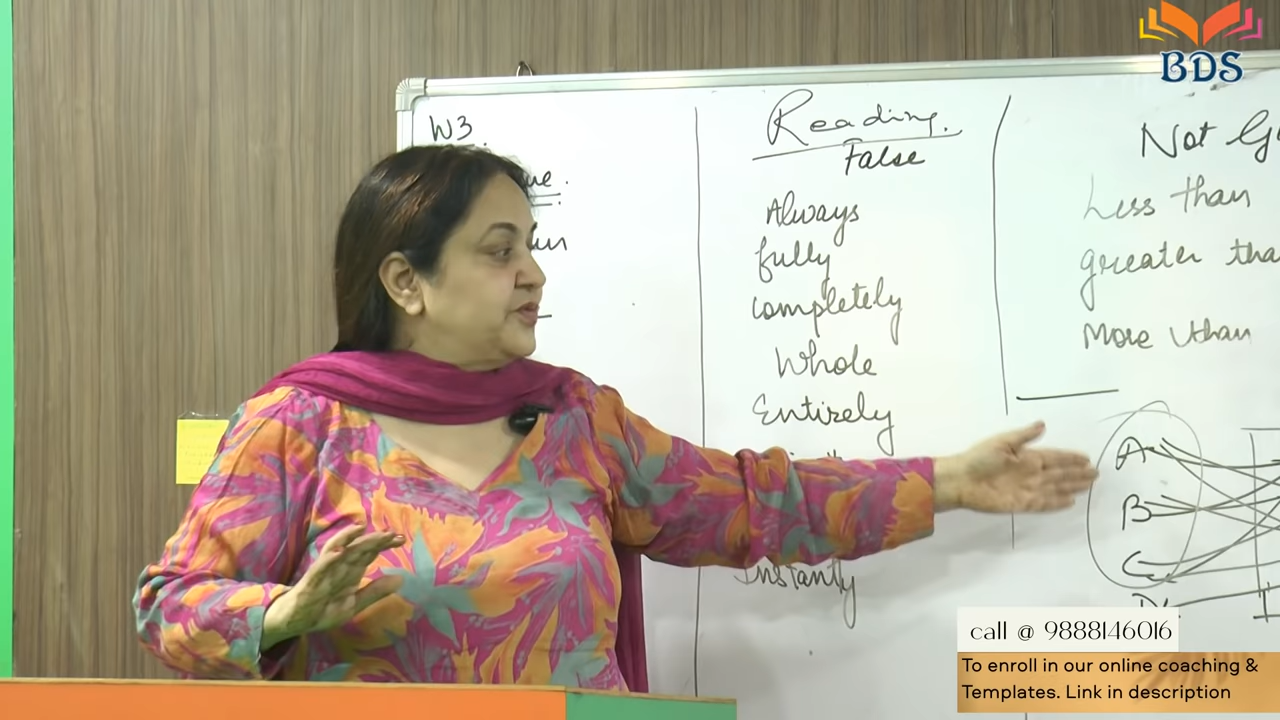 BDS
W3
Reading.
False
Always
fully
completely
Whole
Entirely
Instantly
Not
Less than
greater
More than
A
B
C
D
I
call @ 9888146016
To enroll in our online coaching &
Templates. Link in description